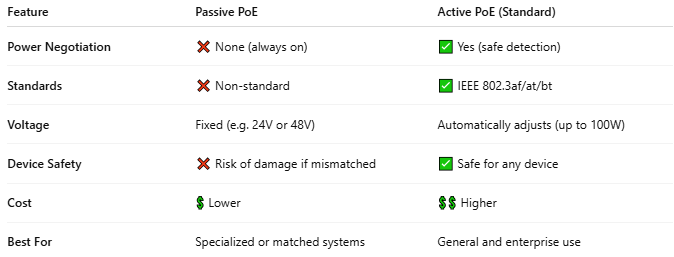 Feature Passive PoE Active PoE (Standard)
Power Negotiation ❌ None (always on) ✅ Yes (safe detection)
Standards ❌ Non-standard ✅ IEEE 802.3af/at/bt
Voltage Fixed (e.g. 24V or 48V) Automatically adjusts (up to 100W)
Device Safety ❌ Risk of damage if mismatched ✅ Safe for any device
Cost 💲 Lower 💲💲 Higher
Best For Specialized or matched systems General and enterprise use